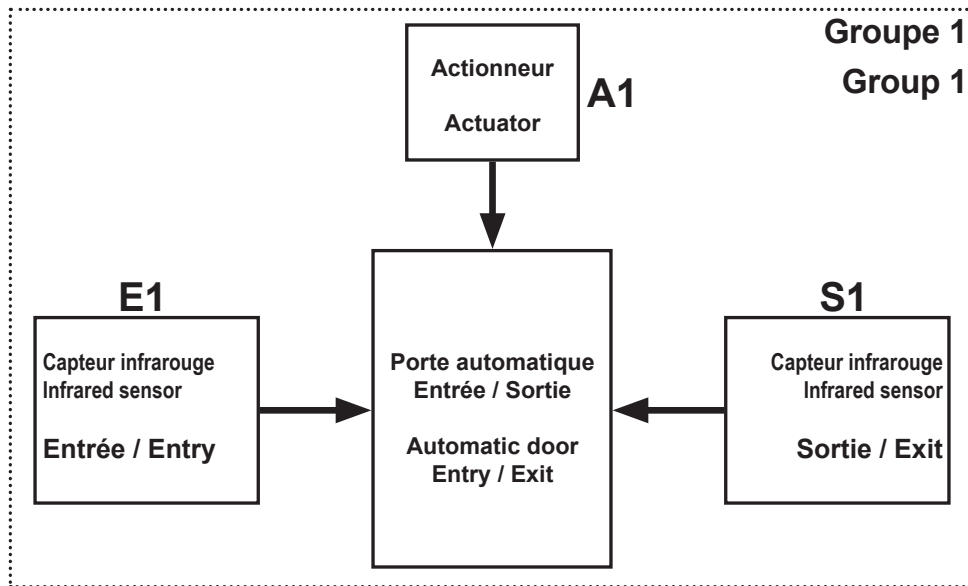 Groupe 1
Group 1
Actionneur
Actuator
A1
E1
Capteur infrarouge
Infrared sensor
Entrée / Entry
Porte automatique
Entrée / Sortie
Automatic door
Entry / Exit
S1
Capteur infrarouge
Infrared sensor
Sortie / Exit